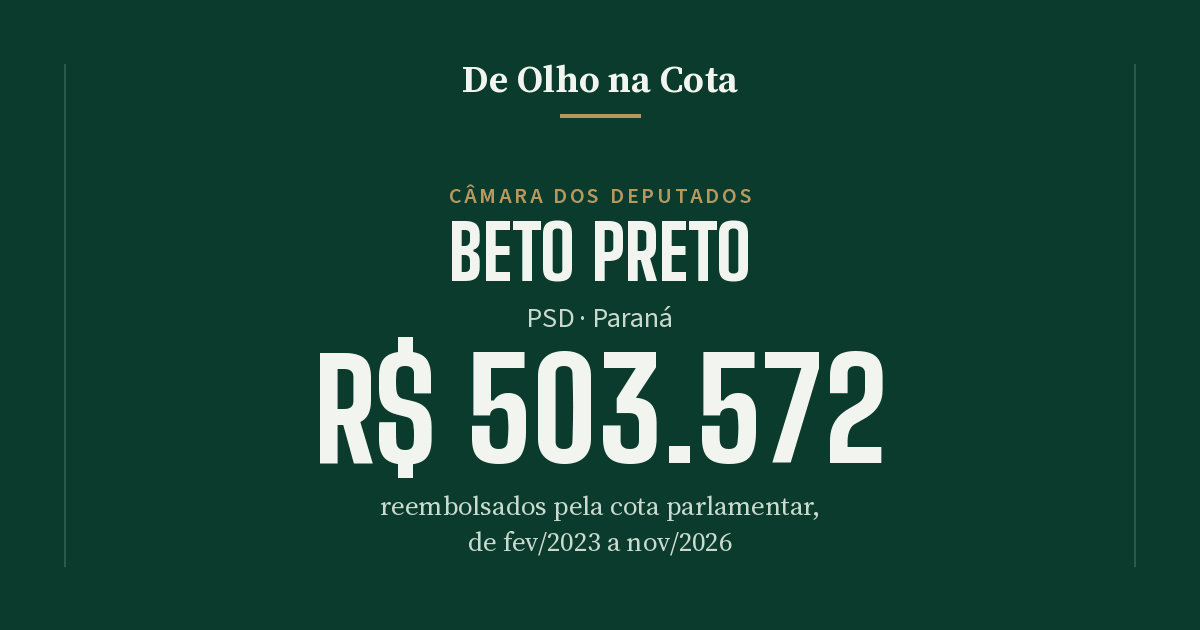 De Olho na Cota
CÂMARA DOS DEPUTADOS
BETO PRETO
PSD · Paraná
R$ 503.572
reembolsados pela cota parlamentar,
de fev/2023 a nov/2026